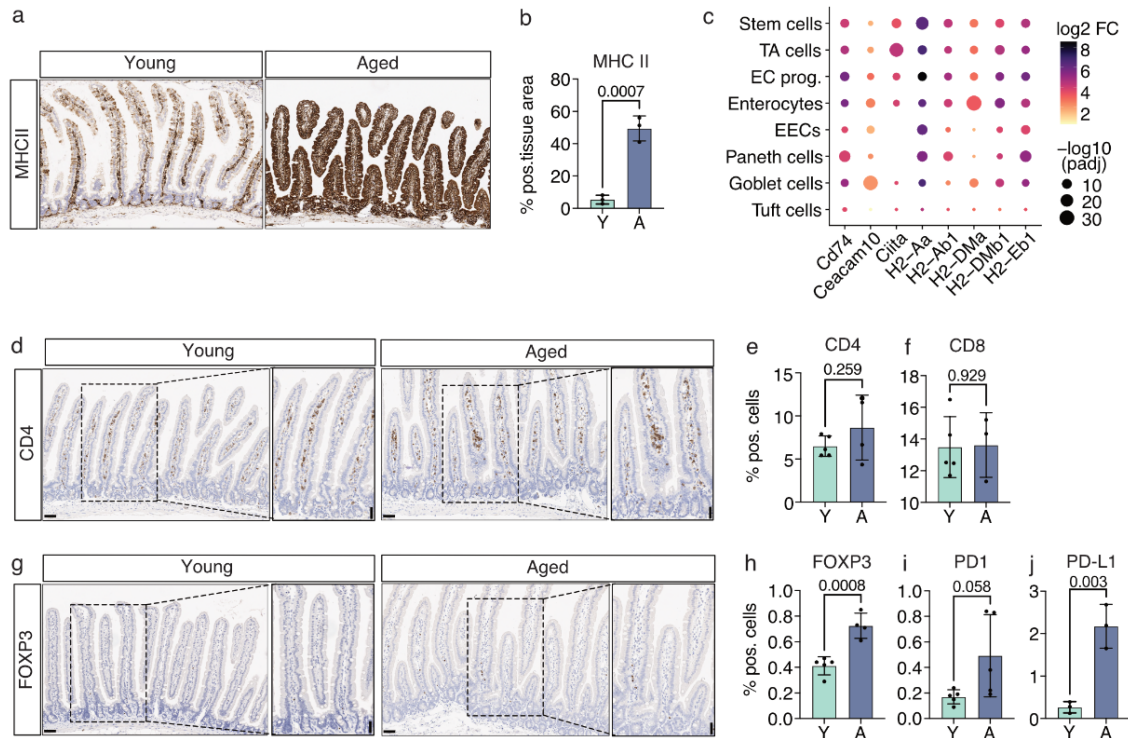 a
Young
Aged
MHCII
b
MHC II
0.0007
% pos.tissue area
80
60
40
20
0
Y
A
c
Stem cells
TA cells
EC prog.
Enterocytes
EECs
Paneth cells
Goblet cells
Tuft cells
Cd74
Ceacam10
Ciita
H2−Aa
H2−Ab1
H2−DMa
H2−DMb1
H2−Eb1
log2 FC
8
6
4
2
−log10
(padj)
10
20
30
d
Young
Aged
CD4
e
CD4
0.259
% pos. cells
15
10
5
0
Y
A
f
CD8
0.929
18
16
14
12
10
Y
A
g
Young
Aged
FOXP3
h
FOXP3
0.0008
% pos. cells
1.0
0.8
0.6
0.4
0.2
0.0
Y
A
i
PD1
0.058
1.0
0.8
0.6
0.4
0.2
0.0
Y
A
j
PD-L1
0.003
3
2
1
0
Y
A